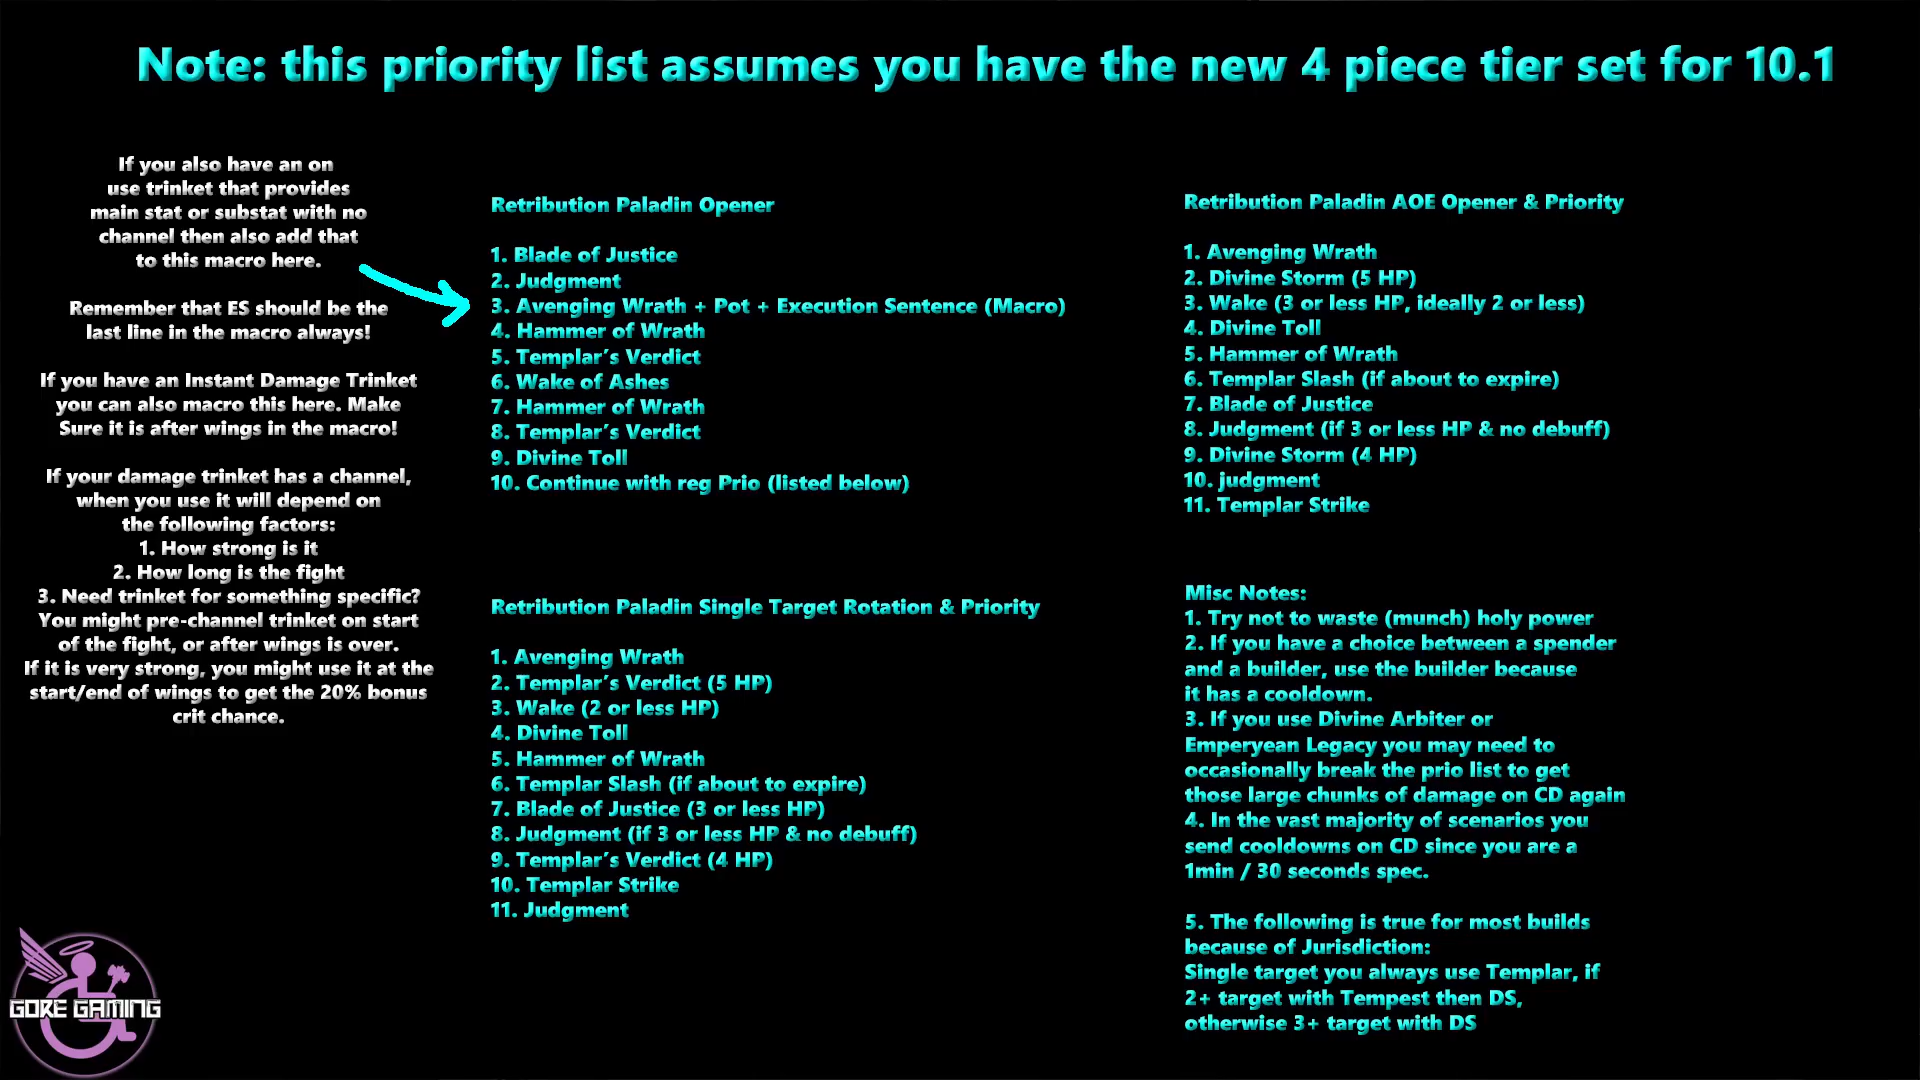 Note: this priority list assumes you have the new 4 piece tier set for 10.1
If you also have an on
use trinket that provides
main stat or substat with no
channel then also add that
to this macro here.
Remember that ES should be the
last line in the macro always!
If you have an Instant Damage Trinket
you can also macro this here. Make
Sure it is after wings in the macro!
If your damage trinket has a channel,
when you use it will depend on
the following factors:
1. How strong is it
2. How long is the fight
3. Need trinket for something specific?
You might pre-channel trinket on start
of the fight, or after wings is over.
If it is very strong, you might use it at the
start/end of wings to get the 20% bonus
crit chance.
Retribution Paladin Opener
1. Blade of Justice
2. Judgment
3. Avenging Wrath + Pot + Execution Sentence (Macro)
4. Hammer of Wrath
5. Templar's Verdict
6. Wake of Ashes
7. Hammer of Wrath
8. Templar's Verdict
9. Divine Toll
10. Continue with reg Prio (listed below)
Retribution Paladin Single Target Rotation & Priority
1. Avenging Wrath
2. Templar's Verdict (5 HP)
3. Wake (2 or less HP)
4. Divine Toll
5. Hammer of Wrath
6. Templar Slash (if about to expire)
7. Blade of Justice (3 or less HP)
8. Judgment (if 3 or less HP & no debuff)
9. Templar's Verdict (4 HP)
10. Templar Strike
11. Judgment
Retribution Paladin AOE Opener & Priority
1. Avenging Wrath
2. Divine Storm (5 HP)
3. Wake (3 or less HP, ideally 2 or less)
4. Divine Toll
5. Hammer of Wrath
6. Templar Slash (if about to expire)
7. Blade of Justice
8. Judgment (if 3 or less HP & no debuff)
9. Divine Storm (4 HP)
10. judgment
11. Templar Strike
Misc Notes:
1. Try not to waste (munch) holy power
2. If you have a choice between a spender
and a builder, use the builder because
it has a cooldown.
3. If you use Divine Arbiter or
Emperyean Legacy you may need to
occasionally break the prio list to get
those large chunks of damage on CD again
4. In the vast majority of scenarios you
send cooldowns on CD since you are a
1min / 30 seconds spec.
5. The following is true for most builds
because of Jurisdiction:
Single target you always use Templar, if
2+ target with Tempest then DS,
otherwise 3+ target with DS
GORE GAMING